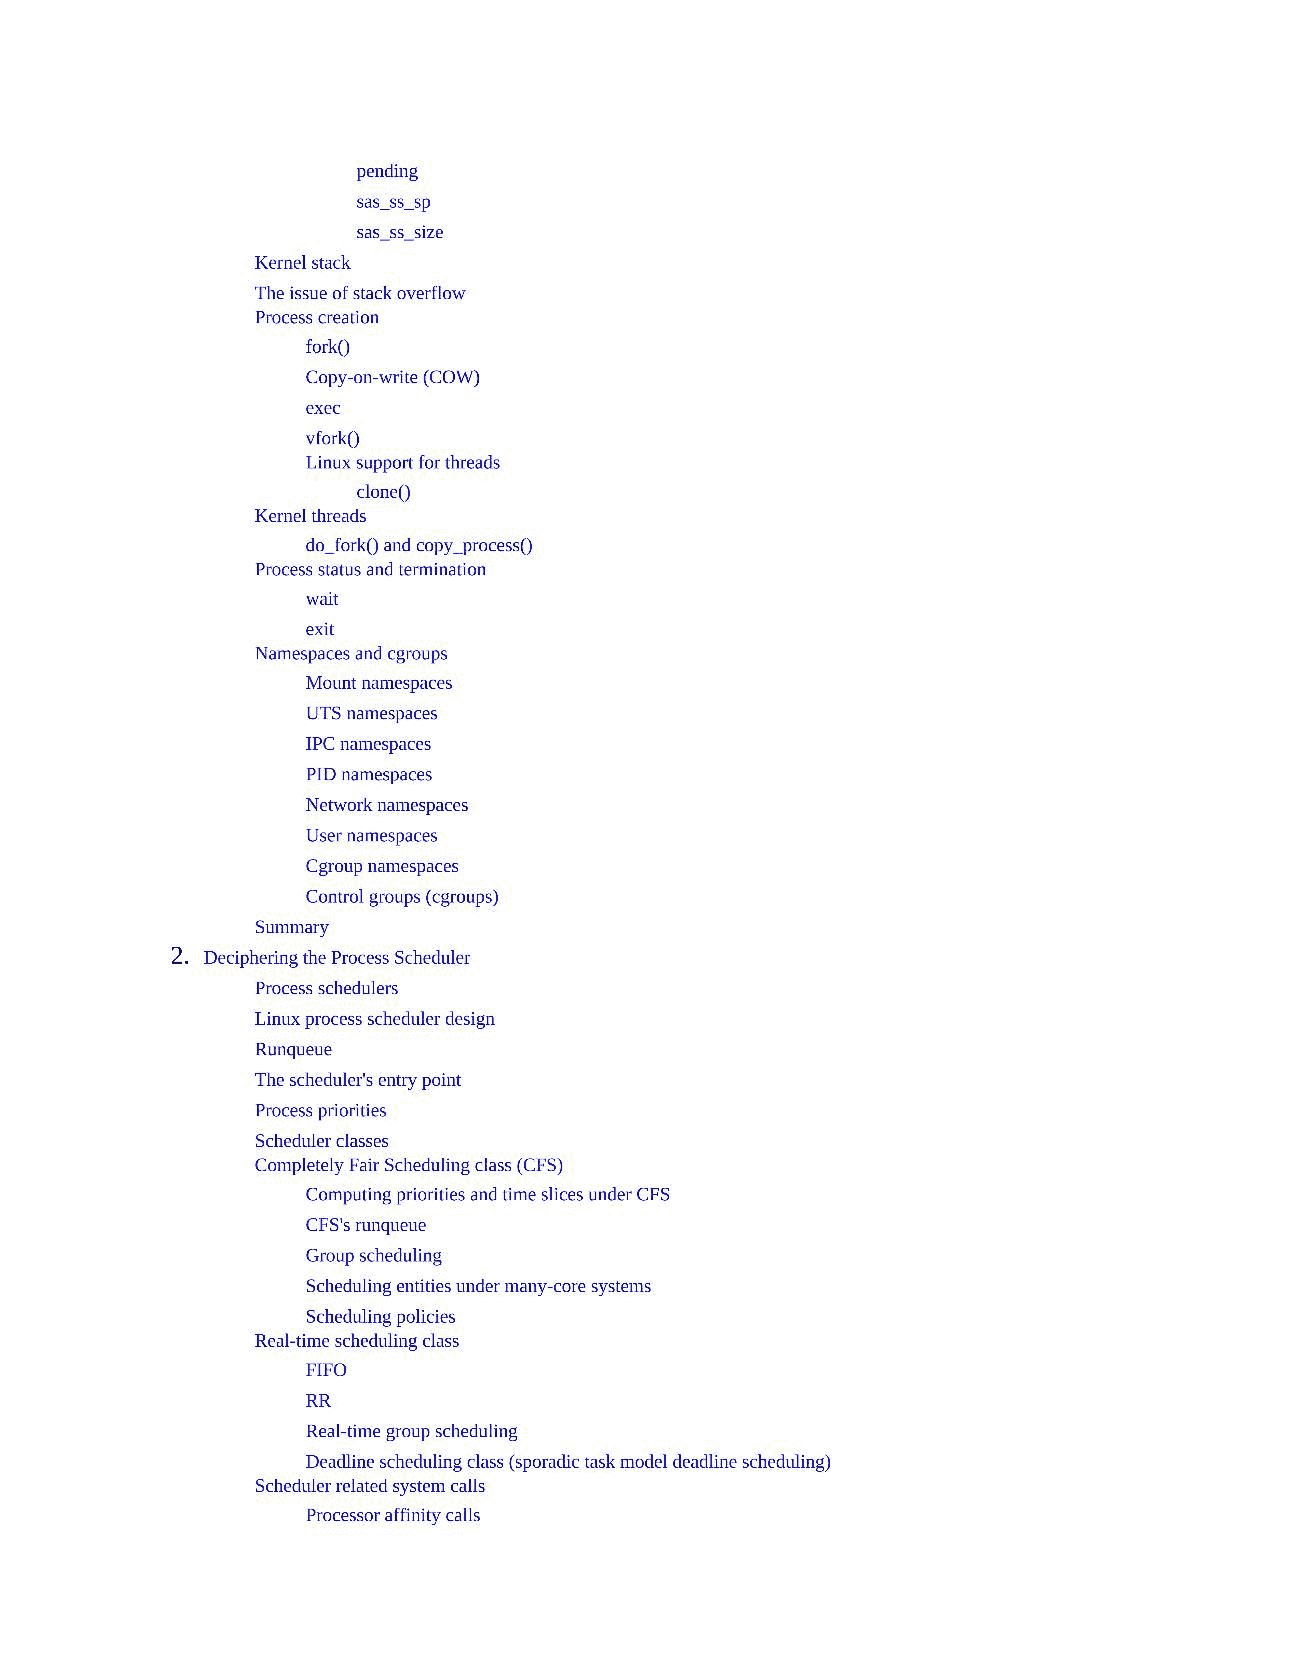 pending
sas_ss_sp
sas_ss_size
Kernel stack
The issue of stack overflow
Process creation
fork()
Copy-on-write (COW)
exec
vfork()
Linux support for threads
clone()
Kernel threads
do_fork() and copy_process()
Process status and termination
wait
exit
Namespaces and cgroups
Mount namespaces
UTS namespaces
IPC namespaces
PID namespaces
Network namespaces
User namespaces
Cgroup namespaces
Control groups (cgroups)
Summary
2. Deciphering the Process Scheduler
Process schedulers
Linux process scheduler design
Runqueue
The scheduler's entry point
Process priorities
Scheduler classes
Completely Fair Scheduling class (CFS)
Computing priorities and time slices under CFS
CFS's runqueue
Group scheduling
Scheduling entities under many-core systems
Scheduling policies
Real-time scheduling class
FIFO
RR
Real-time group scheduling
Deadline scheduling class (sporadic task model deadline scheduling)
Scheduler related system calls
Processor affinity calls